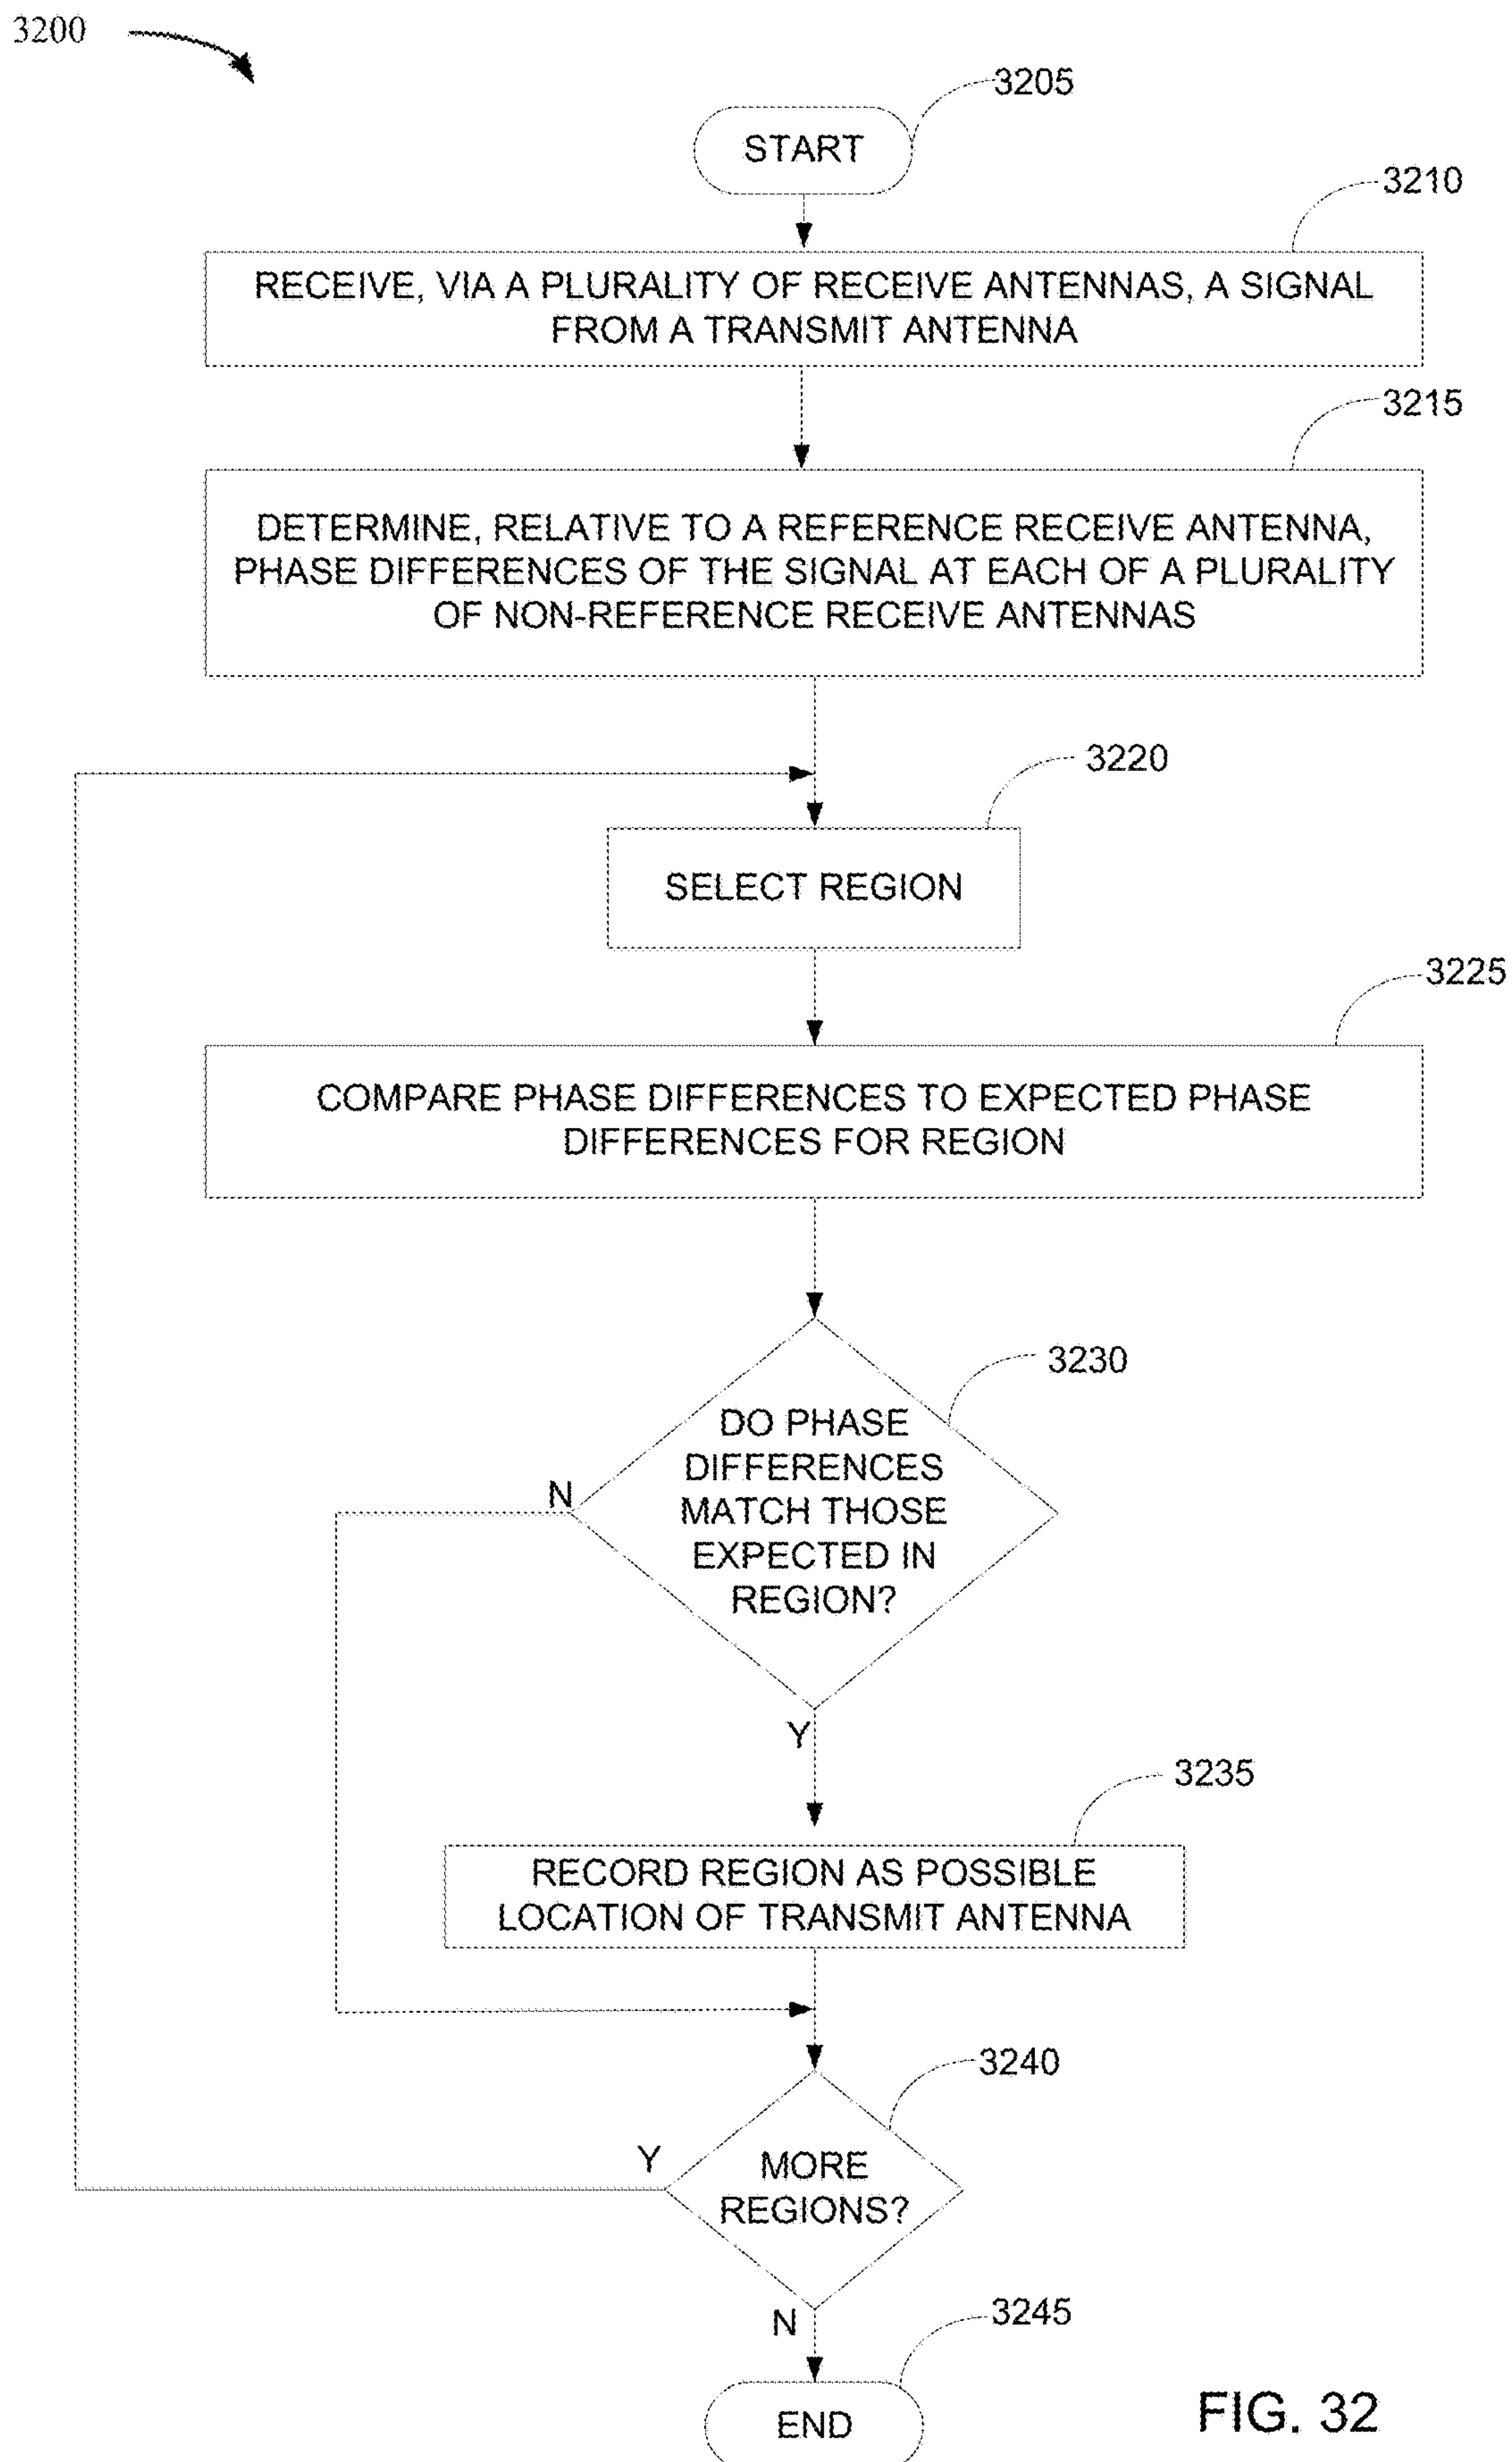 3200
3205
START
3210
RECEIVE, VIA A PLURALITY OF RECEIVE ANTENNAS, A SIGNAL
FROM A TRANSMIT ANTENNA
3215
DETERMINE, RELATIVE TO A REFERENCE RECEIVE ANTENNA,
PHASE DIFFERENCES OF THE SIGNAL AT EACH OF A PLURALITY
OF NON-REFERENCE RECEIVE ANTENNAS
3220
SELECT REGION
3225
COMPARE PHASE DIFFERENCES TO EXPECTED PHASE
DIFFERENCES FOR REGION
3230
DO PHASE
DIFFERENCES
MATCH THOSE
EXPECTED IN
REGION?
N
Y
3235
RECORD REGION AS POSSIBLE
LOCATION OF TRANSMIT ANTENNA
3240
MORE
REGIONS?
Y
N
3245
END
FIG. 32